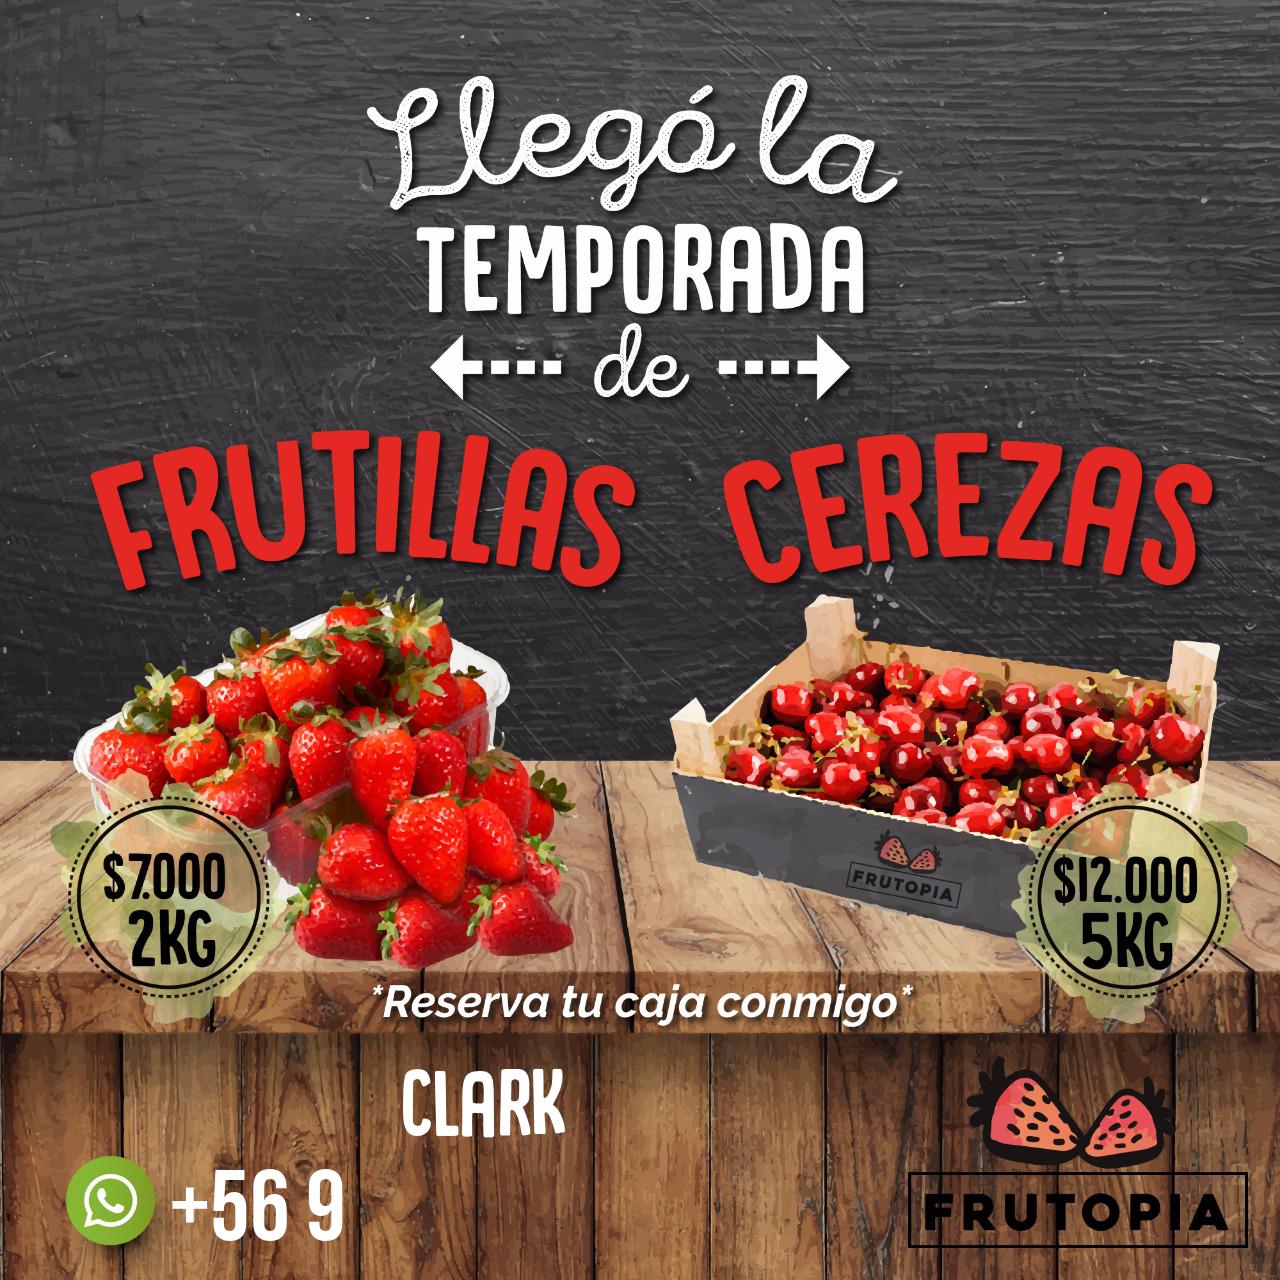 Llegó la
TEMPORADA
de
FRUTILLAS CEREZAS
FRUTOPIA
$7.000
2KG
$12.000
5KG
*Reserva tu caja conmigo*
CLARK
+56 9
FRUTOPIA